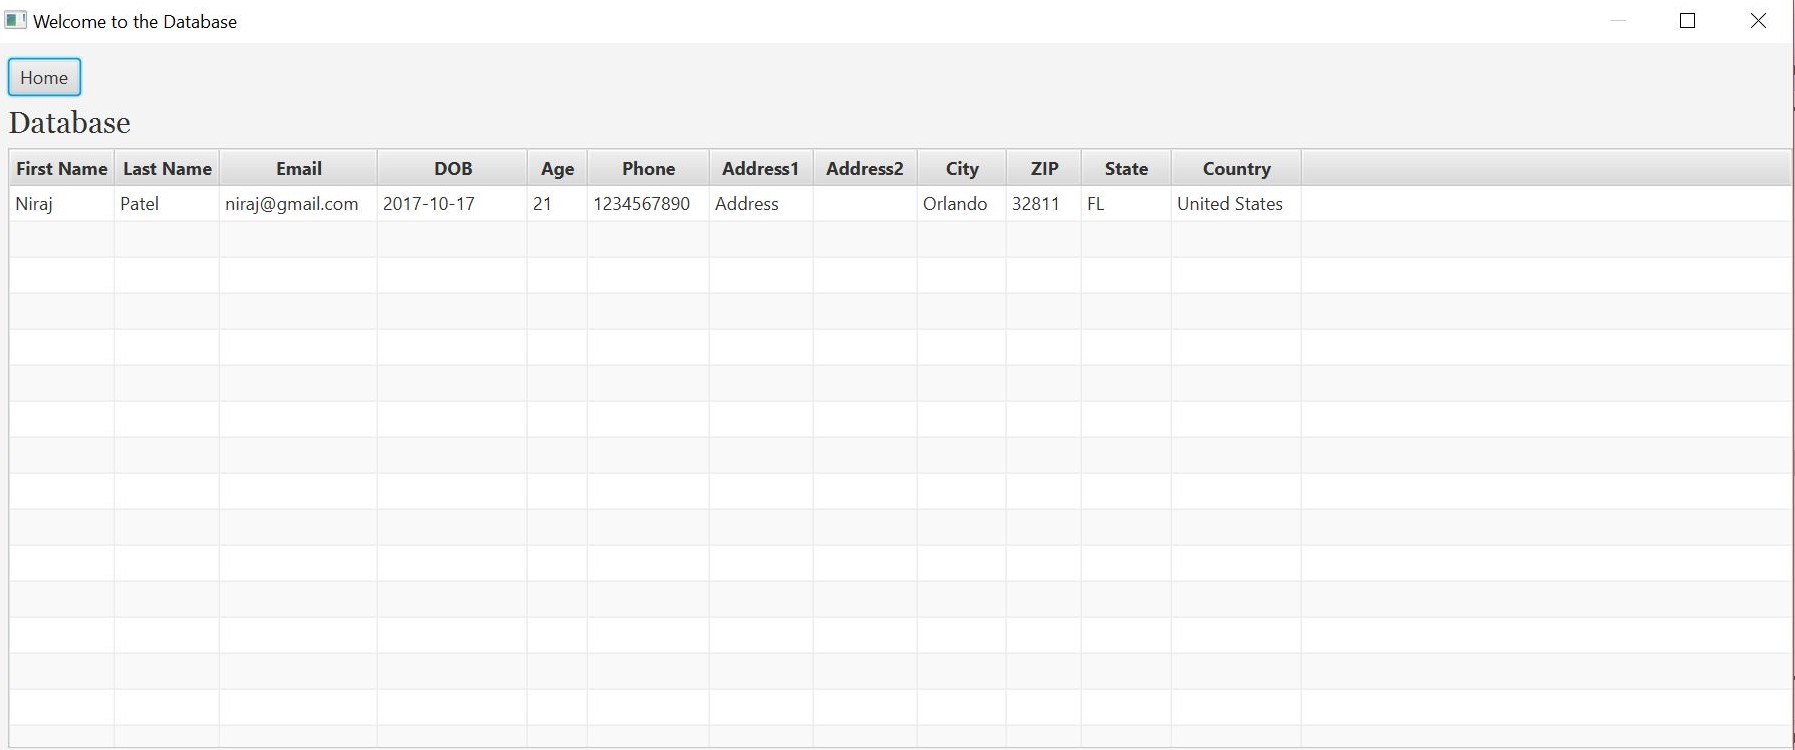 Welcome to the Database
Home
Database
First Name Last Name Email DOB Age Phone Address1 Address2 City ZIP State Country
Niraj Patel niraj@gmail.com 2017-10-17 21 1234567890 Address Orlando 32811 FL United States